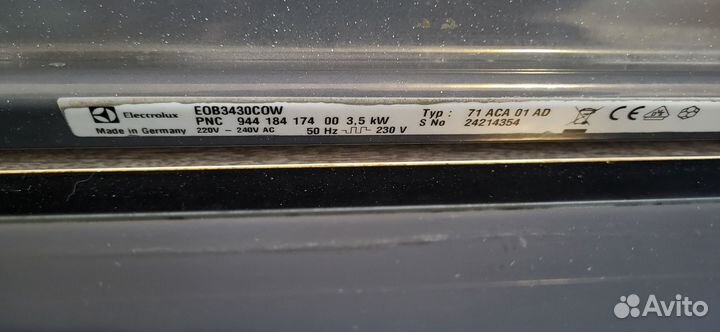 Electrolux
Made in Germany
EOB3430COW
PNC 944 184 174 00 3,5 kW
220V - 240V AC 50 Hz 230 V
Typ : 71 ACA 01 AD
S No 24214354
CE
Avito